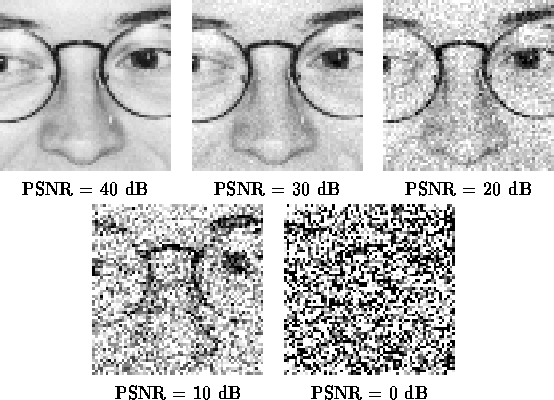 PSNR = 40 dB
PSNR = 30 dB
PSNR = 20 dB
PSNR = 10 dB
PSNR = 0 dB